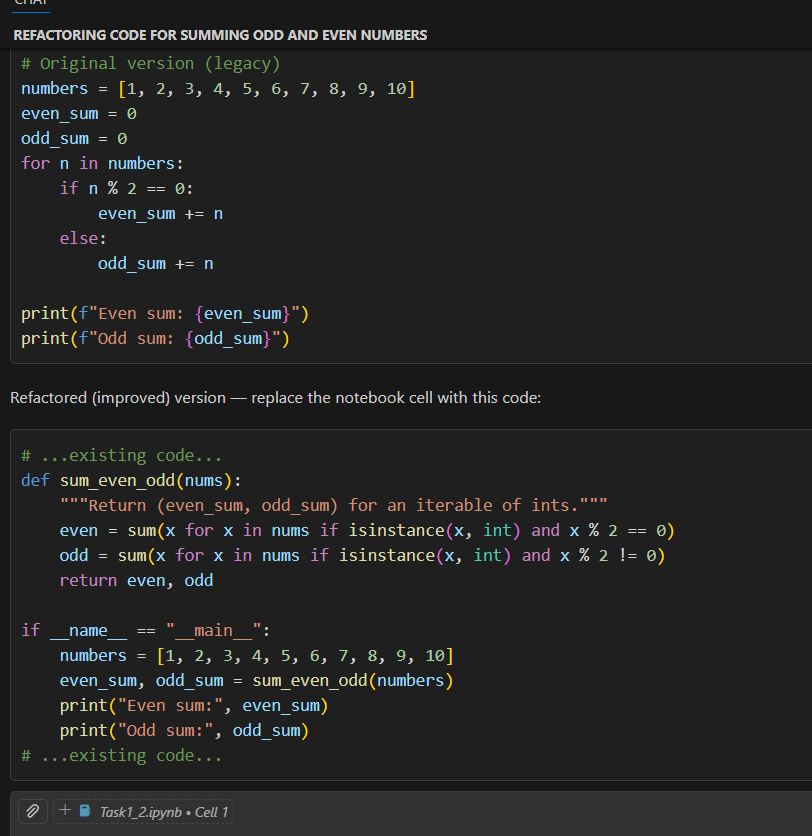 CHAT
REFACTORING CODE FOR SUMMING ODD AND EVEN NUMBERS
# Original version (legacy)
numbers = [1, 2, 3, 4, 5, 6, 7, 8, 9, 10]
even_sum = 0
odd_sum = 0
for n in numbers:
    if n % 2 == 0:
        even_sum += n
    else:
        odd_sum += n
print(f"Even sum: {even_sum}")
print(f"Odd sum: {odd_sum}")
Refactored (improved) version — replace the notebook cell with this code:
# ...existing code...
def sum_even_odd(nums):
    """Return (even_sum, odd_sum) for an iterable of ints."""
    even = sum(x for x in nums if isinstance(x, int) and x % 2 == 0)
    odd = sum(x for x in nums if isinstance(x, int) and x % 2 != 0)
    return even, odd
if __name__ == "__main__":
    numbers = [1, 2, 3, 4, 5, 6, 7, 8, 9, 10]
    even_sum, odd_sum = sum_even_odd(numbers)
    print("Even sum:", even_sum)
    print("Odd sum:", odd_sum)
# ...existing code...
+ Task1_2.ipynb • Cell 1